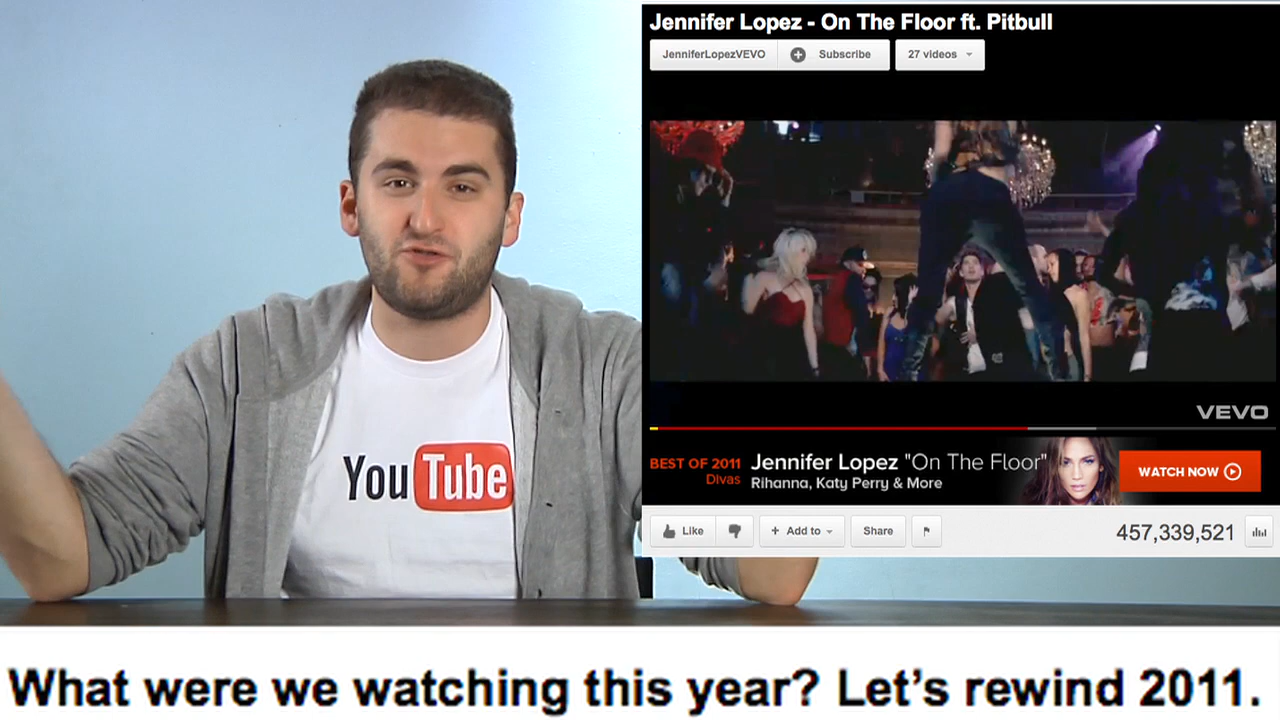 Jennifer Lopez - On The Floor ft. Pitbull
JenniferLopezVEVO + Subscribe 27 videos
VEVO
BEST OF 2011 Jennifer Lopez "On The Floor"
Divas Rihanna, Katy Perry & More
WATCH NOW
YouTube
Like + Add to Share 457,339,521
What were we watching this year? Let's rewind 2011.